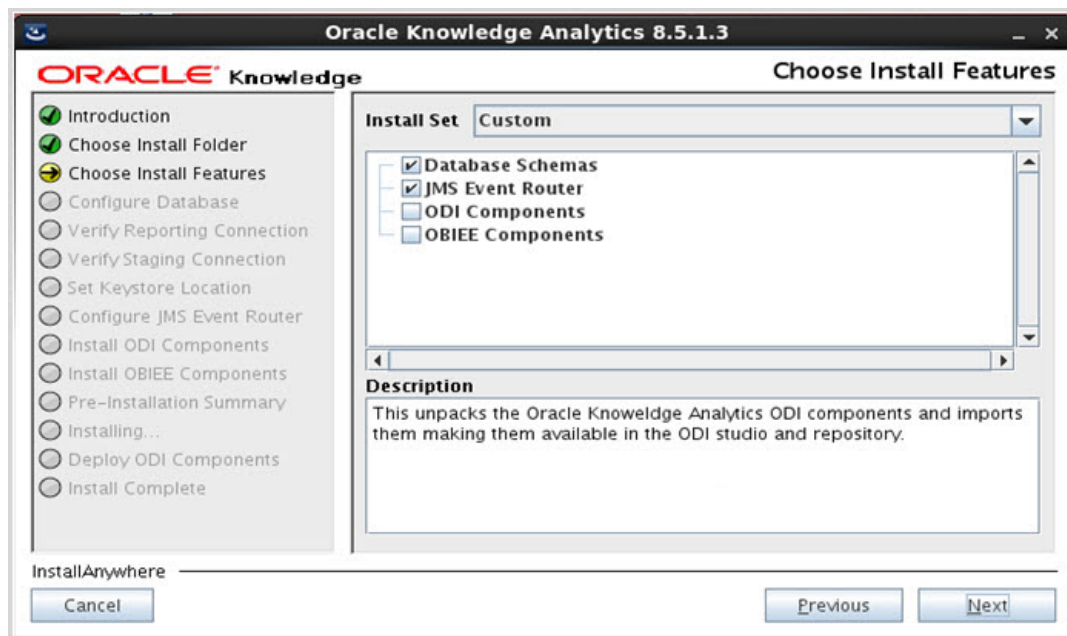 Oracle Knowledge Analytics 8.5.1.3
ORACLE Knowledge
Choose Install Features
Introduction
Choose Install Folder
Choose Install Features
Configure Database
Verify Reporting Connection
Verify Staging Connection
Set Keystore Location
Configure JMS Event Router
Install ODI Components
Install OBIEE Components
Pre-Installation Summary
Installing...
Deploy ODI Components
Install Complete
Install Set Custom
Database Schemas
JMS Event Router
ODI Components
OBIEE Components
Description
This unpacks the Oracle Knoweldge Analytics ODI components and imports
them making them available in the ODI studio and repository.
InstallAnywhere
Cancel
Previous
Next